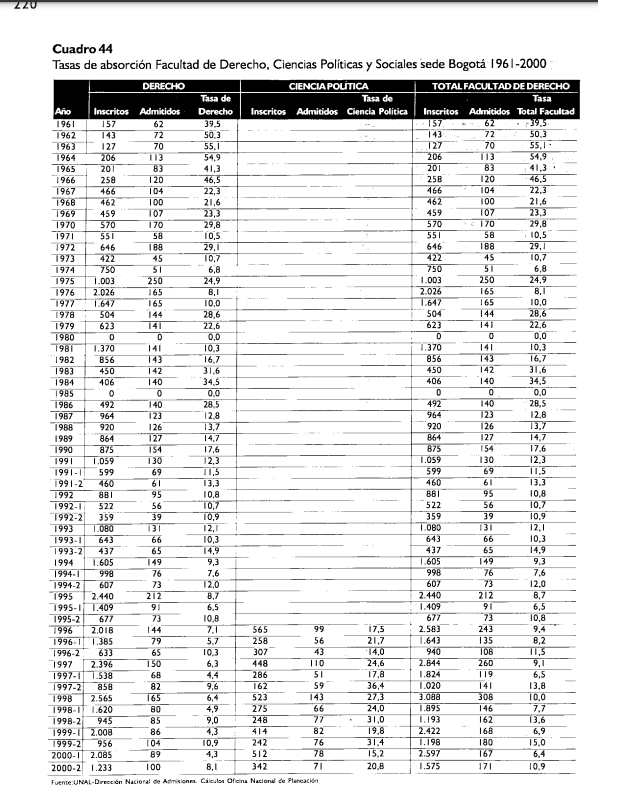 220
Cuadro 44
Tasas de absorción Facultad de Derecho, Ciencias Políticas y Sociales sede Bogotá 1961-2000
DERECHO CIENCIA POLÍTICA TOTAL FACULTAD DE DERECHO
Tasa de Tasa de Tasa
Año Inscritos Admitidos Derecho Inscritos Admitidos Ciencia Política Inscritos Admitidos Total Facultad
1961 157 62 39,5 157 62 39,5
1962 143 72 50,3 143 72 50,3
1963 127 70 55,1 127 70 55,1
1964 206 113 54,9 206 113 54,9
1965 201 83 41,3 201 83 41,3
1966 258 120 46,5 258 120 46,5
1967 466 104 22,3 466 104 22,3
1968 462 100 21,6 462 100 21,6
1969 459 107 23,3 459 107 23,3
1970 570 170 29,8 570 170 29,8
1971 551 58 10,5 551 58 10,5
1972 646 188 29,1 646 188 29,1
1973 422 45 10,7 422 45 10,7
1974 750 51 6,8 750 51 6,8
1975 1.003 250 24,9 1.003 250 24,9
1976 2.026 165 8,1 2.026 165 8,1
1977 1.647 165 10,0 1.647 165 10,0
1978 504 144 28,6 504 144 28,6
1979 623 141 22,6 623 141 22,6
1980 0 0 0,0 0 0 0,0
1981 1.370 141 10,3 1.370 141 10,3
1982 856 143 16,7 856 143 16,7
1983 450 142 31,6 450 142 31,6
1984 406 140 34,5 406 140 34,5
1985 0 0 0,0 0 0 0,0
1986 492 140 28,5 492 140 28,5
1987 964 123 12,8 964 123 12,8
1988 920 126 13,7 920 126 13,7
1989 864 127 14,7 864 127 14,7
1990 875 154 17,6 875 154 17,6
1991 1.059 130 12,3 1.059 130 12,3
1991-1 599 69 11,5 599 69 11,5
1991-2 460 61 13,3 460 61 13,3
1992 881 95 10,8 881 95 10,8
1992-1 522 56 10,7 522 56 10,7
1992-2 359 39 10,9 359 39 10,9
1993 1.080 131 12,1 1.080 131 12,1
1993-1 643 66 10,3 643 66 10,3
1993-2 437 65 14,9 437 65 14,9
1994 1.605 149 9,3 1.605 149 9,3
1994-1 998 76 7,6 998 76 7,6
1994-2 607 73 12,0 607 73 12,0
1995 2.440 212 8,7 2.440 212 8,7
1995-1 1.409 91 6,5 1.409 91 6,5
1995-2 677 73 10,8 677 73 10,8
1996 2.018 144 7,1 565 99 17,5 2.583 243 9,4
1996-1 1.385 79 5,7 258 56 21,7 1.643 135 8,2
1996-2 633 65 10,3 307 43 14,0 940 108 11,5
1997 2.396 150 6,3 448 110 24,6 2.844 260 9,1
1997-1 1.538 68 4,4 286 51 17,8 1.824 119 6,5
1997-2 858 82 9,6 162 59 36,4 1.020 141 13,8
1998 2.565 165 6,4 523 143 27,3 3.088 308 10,0
1998-1 1.620 80 4,9 275 66 24,0 1.895 146 7,7
1998-2 945 85 9,0 248 77 31,0 1.193 162 13,6
1999-1 2.008 86 4,3 414 82 19,8 2.422 168 6,9
1999-2 956 104 10,9 242 76 31,4 1.198 180 15,0
2000-1 2.085 89 4,3 512 78 15,2 2.597 167 6,4
2000-2 1.233 100 8,1 342 71 20,8 1.575 171 10,9
Fuente:UNAL-Dirección Nacional de Admisiones. Cálculos Oficina Nacional de Planeación